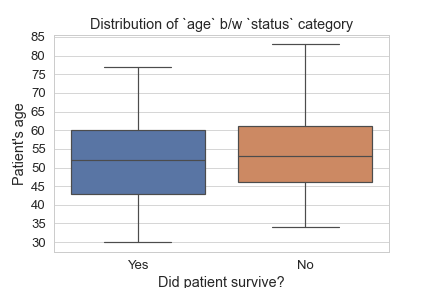 Distribution of `age` b/w `status` category
85
80
75
70
65
60
55
50
45
40
35
30
Patient's age
Yes
No
Did patient survive?